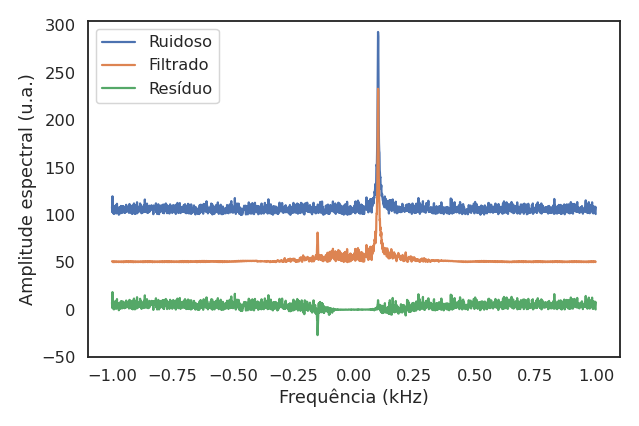 Ruidoso
Filtrado
Resíduo
300
250
200
150
100
50
0
−50
Amplitude espectral (u.a.)
−1.00 −0.75 −0.50 −0.25 0.00 0.25 0.50 0.75 1.00
Frequência (kHz)